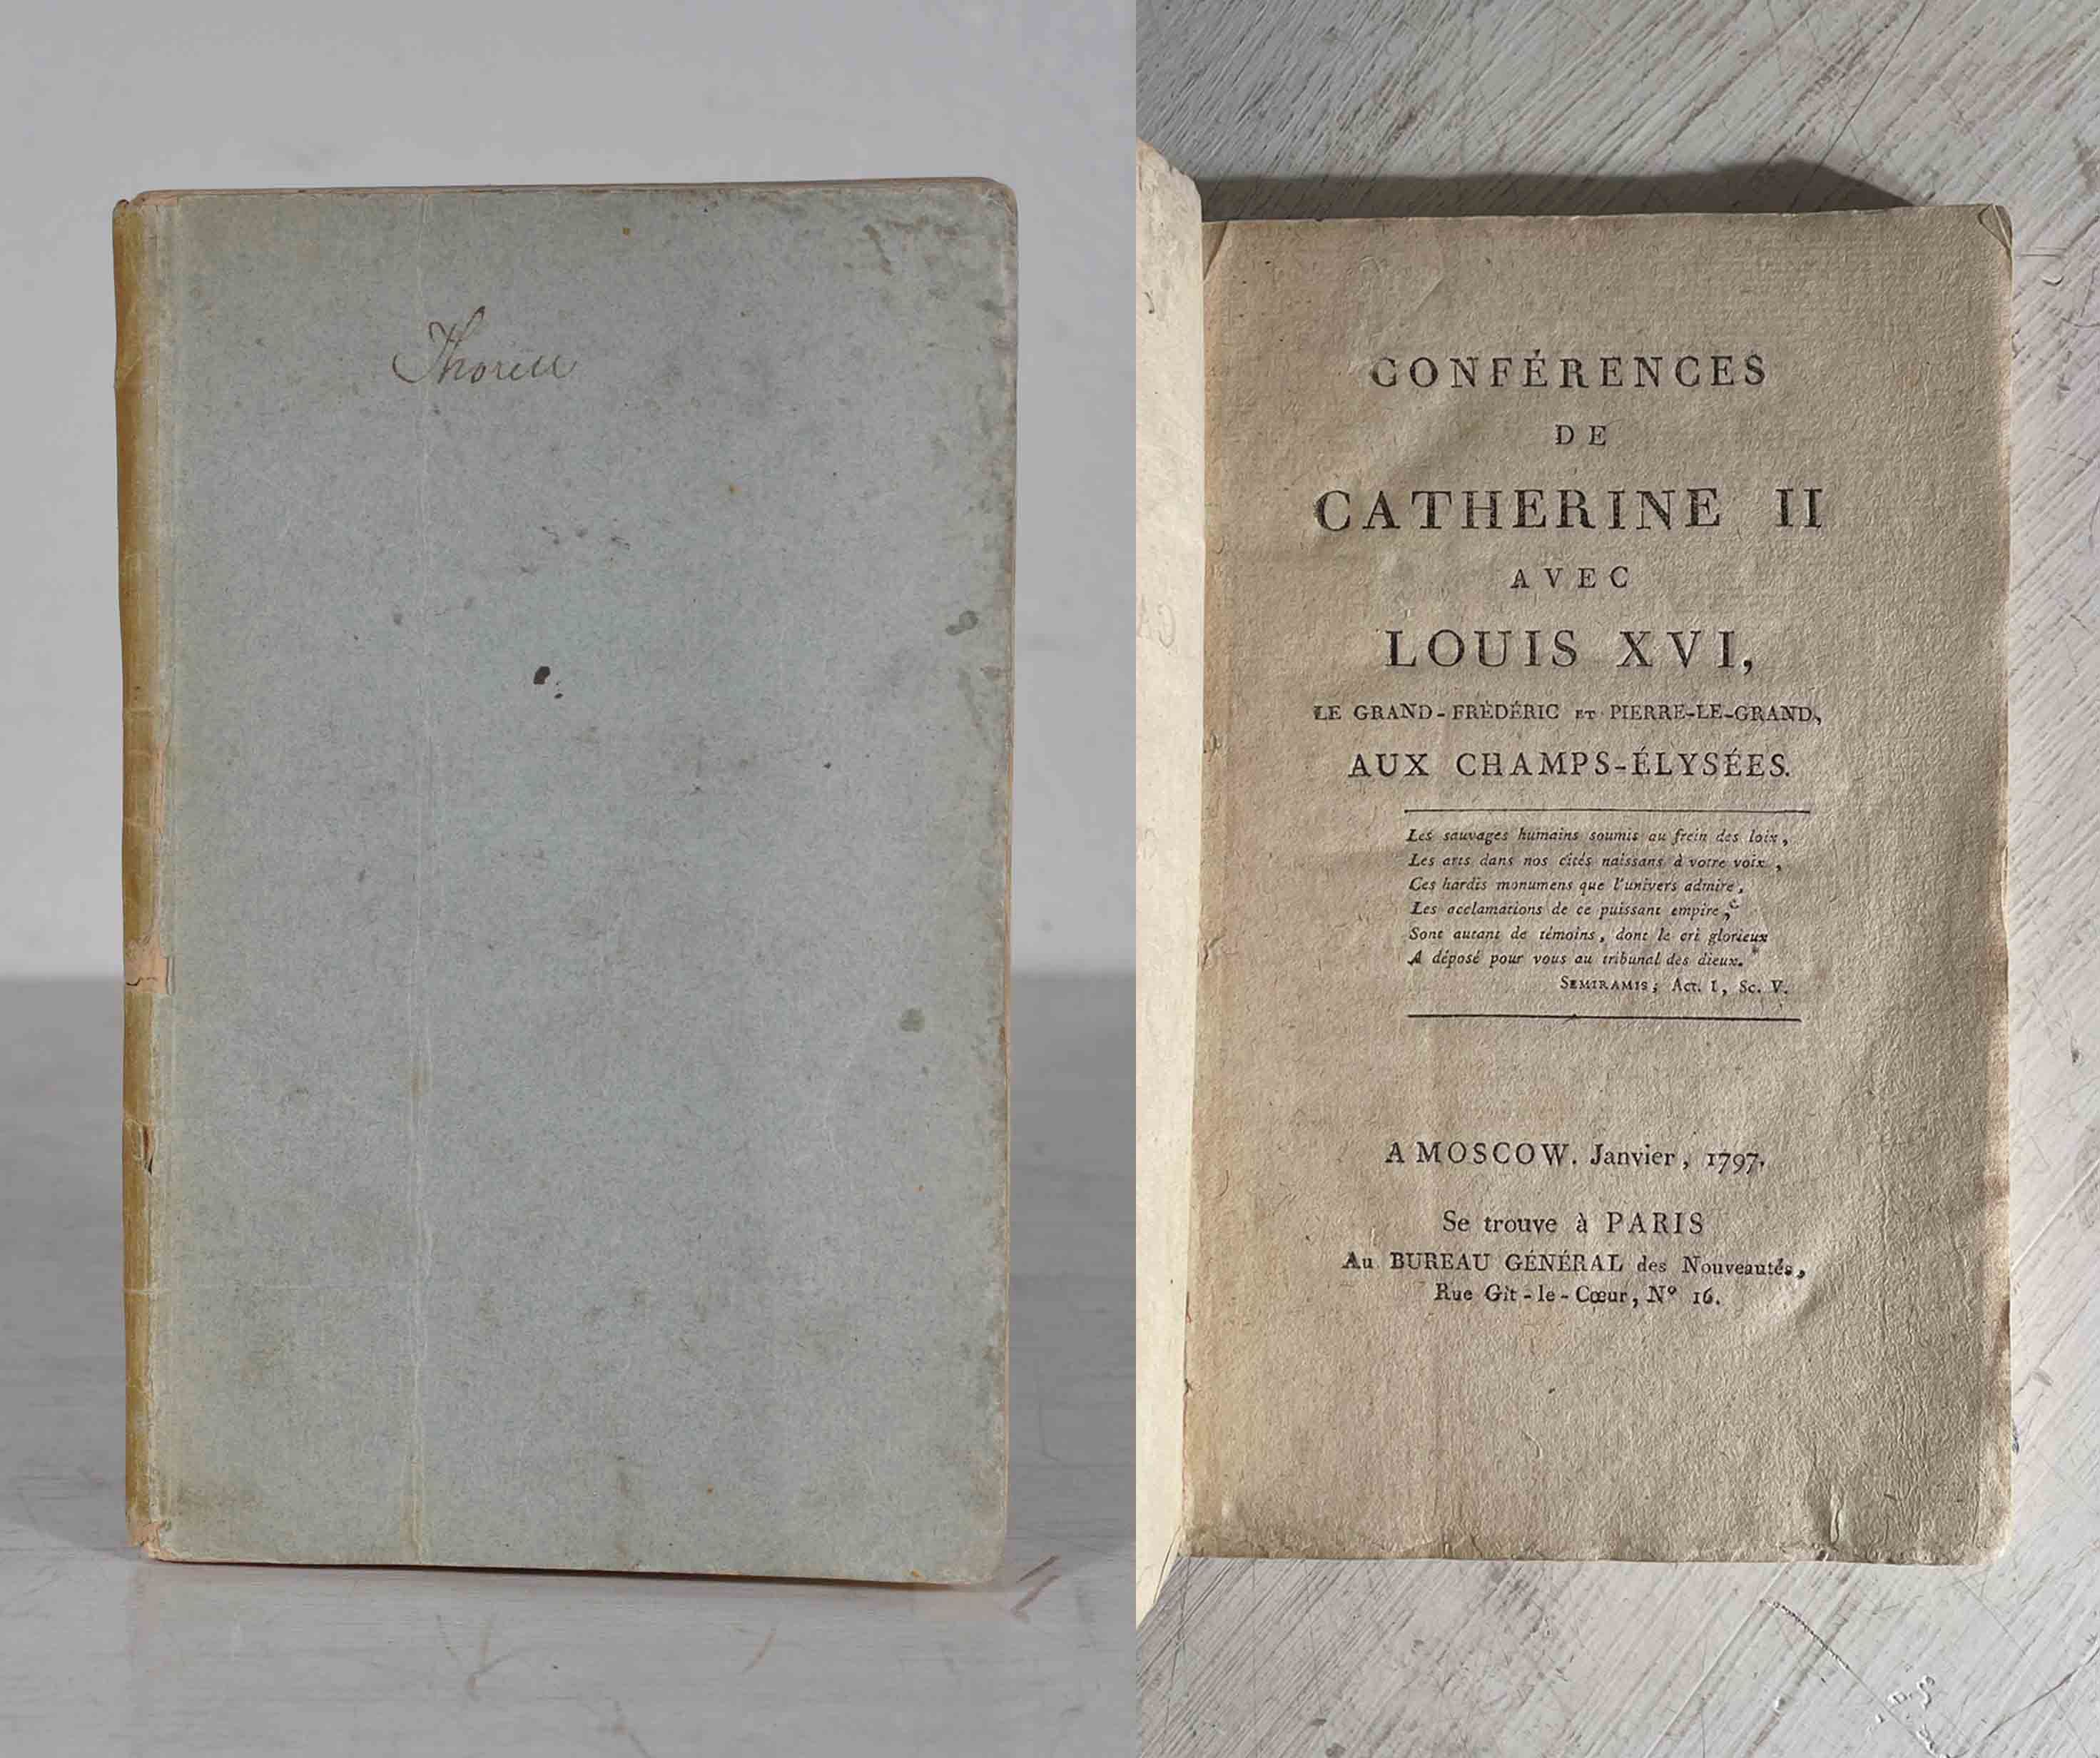 CONFÉRENCES
DE
CATHERINE II
AVEC
LOUIS XVI,
LE GRAND-FRÉDÉRIC ET PIERRE-LE-GRAND,
AUX CHAMPS-ÉLYSÉES.
Les sauvages humains soumis au frein des loix,
Les arts dans nos cités naissans à votre voix,
Ces hardis monumens que l'univers admire,
Les acclamations de ce puissant empire,
Sont autant de témoins, dont le cri glorieux
A déposé pour vous au tribunal des dieux.
SEMIRAMIS; Act. I, Sc. V.
A MOSCOW. Janvier, 1797.
Se trouve à PARIS
Au BUREAU GÉNÉRAL des Nouveautés,
Rue Gît-le-Cœur, N° 16.